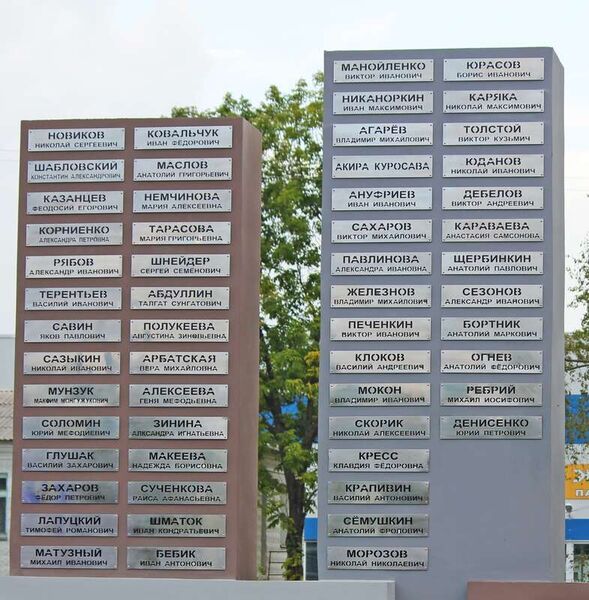 НОВИКОВ
НИКОЛАЙ СЕРГЕЕВИЧ
ШАБЛОВСКИЙ
КОНСТАНТИН АЛЕКСАНДРОВИЧ
КАЗАНЦЕВ
ФЕОДОСИЙ ЕГОРОВИЧ
КОРНИЕНКО
АЛЕКСАНДРА ПЕТРОВНА
РЯБОВ
АЛЕКСАНДР ИВАНОВИЧ
ТЕРЕНТЬЕВ
ВАСИЛИЙ ИВАНОВИЧ
САВИН
ЯКОВ ПАВЛОВИЧ
САЗЫКИН
НИКОЛАЙ ИВАНОВИЧ
МУНЗУК
МАКСИМ МОНГУЖУКОВИЧ
СОЛОМИН
ЮРИЙ МЕФОДИЕВИЧ
ГЛУШАК
ВАСИЛИЙ ЗАХАРОВИЧ
ЗАХАРОВ
ФЁДОР ПЕТРОВИЧ
ЛАПУЦКИЙ
ТИМОФЕЙ РОМАНОВИЧ
МАТУЗНЫЙ
МИХАИЛ ИВАНОВИЧ
КОВАЛЬЧУК
ИВАН ФЁДОРОВИЧ
МАСЛОВ
АНАТОЛИЙ ГРИГОРЬЕВИЧ
НЕМЧИНОВА
МАРИЯ АЛЕКСЕЕВНА
ТАРАСОВА
МАРИЯ ГРИГОРЬЕВНА
ШНЕЙДЕР
СЕРГЕЙ СЕМЁНОВИЧ
АБДУЛЛИН
ТАЛГАТ СУНГАТОВИЧ
ПОЛУКЕЕВА
АВГУСТИНА ЗИНОВЬЕВНА
АРБАТСКАЯ
ВЕРА МИХАЙЛОВНА
АЛЕКСЕЕВА
ГЕНЯ МЕФОДЬЕВНА
ЗИНИНА
АЛЕКСАНДРА ИГНАТЬЕВНА
МАКЕЕВА
НАДЕЖДА БОРИСОВНА
СУЧЕНКОВА
РАИСА АФАНАСЬЕВНА
ШМАТОК
ИВАН КОНДРАТЬЕВИЧ
БЕБИК
ИВАН АНТОНОВИЧ
МАНОЙЛЕНКО
ВИКТОР ИВАНОВИЧ
НИКАНОРКИН
ИВАН МАКСИМОВИЧ
АГАРЁВ
ВЛАДИМИР МИХАЙЛОВИЧ
АКИРА КУРОСАВА
АНУФРИЕВ
ИВАН ИВАНОВИЧ
САХАРОВ
ВИКТОР МИХАЙЛОВИЧ
ПАВЛИНОВА
АЛЕКСАНДРА ИВАНОВНА
ЖЕЛЕЗНОВ
ВЛАДИМИР МИХАЙЛОВИЧ
ПЕЧЕНКИН
ВИКТОР ИВАНОВИЧ
КЛОКОВ
ВАСИЛИЙ АНДРЕЕВИЧ
МОКОН
ВЛАДИМИР ИВАНОВИЧ
СКОРИК
НИКОЛАЙ АЛЕКСЕЕВИЧ
КРЕСС
КЛАВДИЯ ФЁДОРОВНА
КРАПИВИН
ВАСИЛИЙ АНТОНОВИЧ
СЁМУШКИН
АНАТОЛИЙ ФРОЛОВИЧ
МОРОЗОВ
НИКОЛАЙ НИКОЛАЕВИЧ
ЮРАСОВ
БОРИС ИВАНОВИЧ
КАРЯКА
НИКОЛАЙ МАКСИМОВИЧ
ТОЛСТОЙ
ВИКТОР КУЗЬМИЧ
ЮДАНОВ
НИКОЛАЙ ИВАНОВИЧ
ДЕБЕЛОВ
ВИКТОР АНДРЕЕВИЧ
КАРАВАЕВА
АНАСТАСИЯ САМСОНОВНА
ЩЕРБИНКИН
АНАТОЛИЙ ПАВЛОВИЧ
СЕЗОНОВ
АЛЕКСАНДР ИВАНОВИЧ
БОРТНИК
АНАТОЛИЙ МАРКОВИЧ
ОГНЕВ
АНАТОЛИЙ ФЁДОРОВИЧ
РЕБРИЙ
МИХАИЛ ИОСИФОВИЧ
ДЕНИСЕНКО
ЮРИЙ ПЕТРОВИЧ